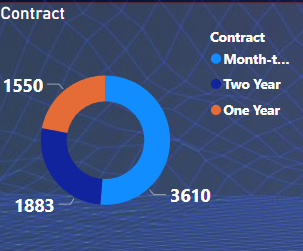 Contract
Contract
Month-t...
1550
Two Year
One Year
1883
3610